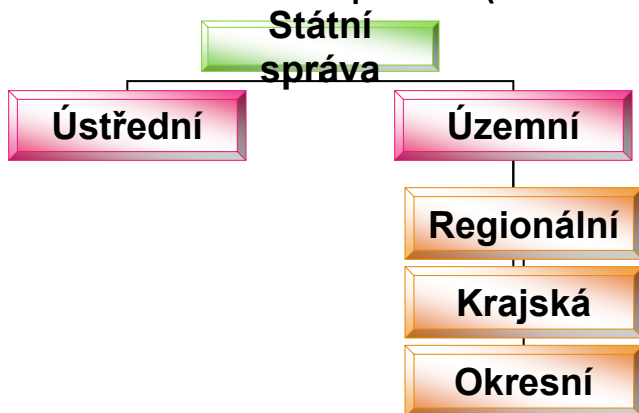 Státní
správa
Ústřední
Územní
Regionální
Krajská
Okresní